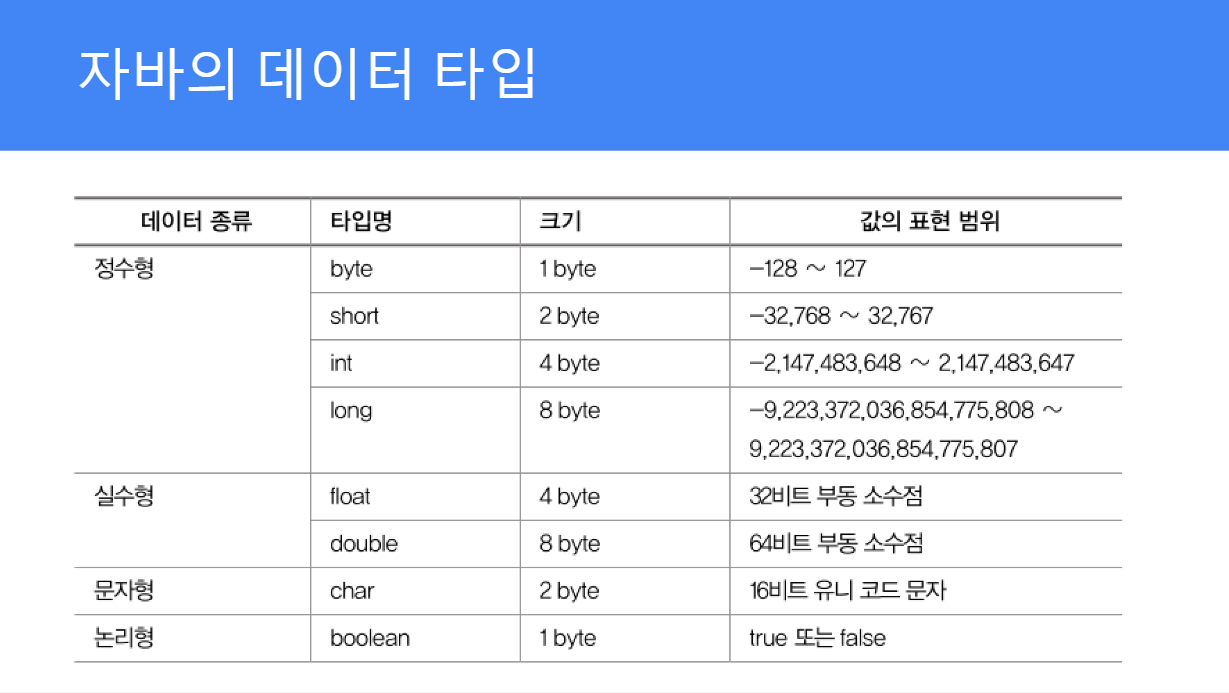 자바의 데이터 타입
데이터 종류 타입명 크기 값의 표현 범위
정수형 byte 1 byte −128 ～ 127
short 2 byte −32,768 ～ 32,767
int 4 byte −2,147,483,648 ～ 2,147,483,647
long 8 byte −9,223,372,036,854,775,808 ～
9,223,372,036,854,775,807
실수형 float 4 byte 32비트 부동 소수점
double 8 byte 64비트 부동 소수점
문자형 char 2 byte 16비트 유니 코드 문자
논리형 boolean 1 byte true 또는 false